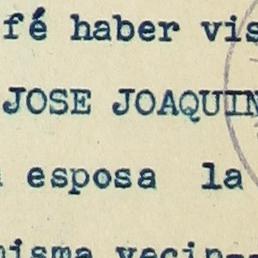 fé haber vis
JOSE JOAQUIN
esposa la